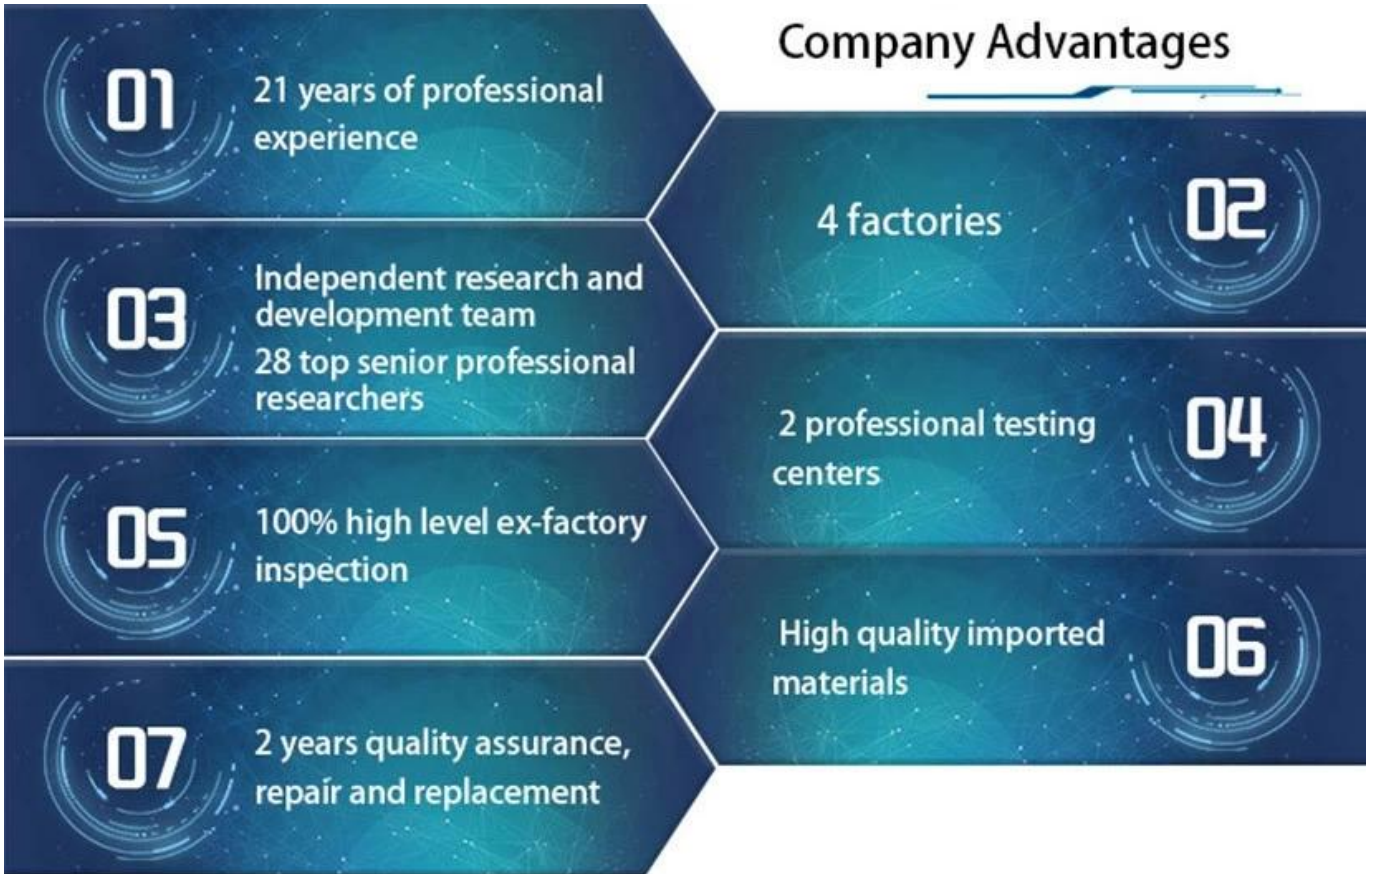 Company Advantages
01
21 years of professional
experience
02
4 factories
03
Independent research and
development team
28 top senior professional
researchers
04
2 professional testing
centers
05
100% high level ex-factory
inspection
06
High quality imported
materials
07
2 years quality assurance,
repair and replacement